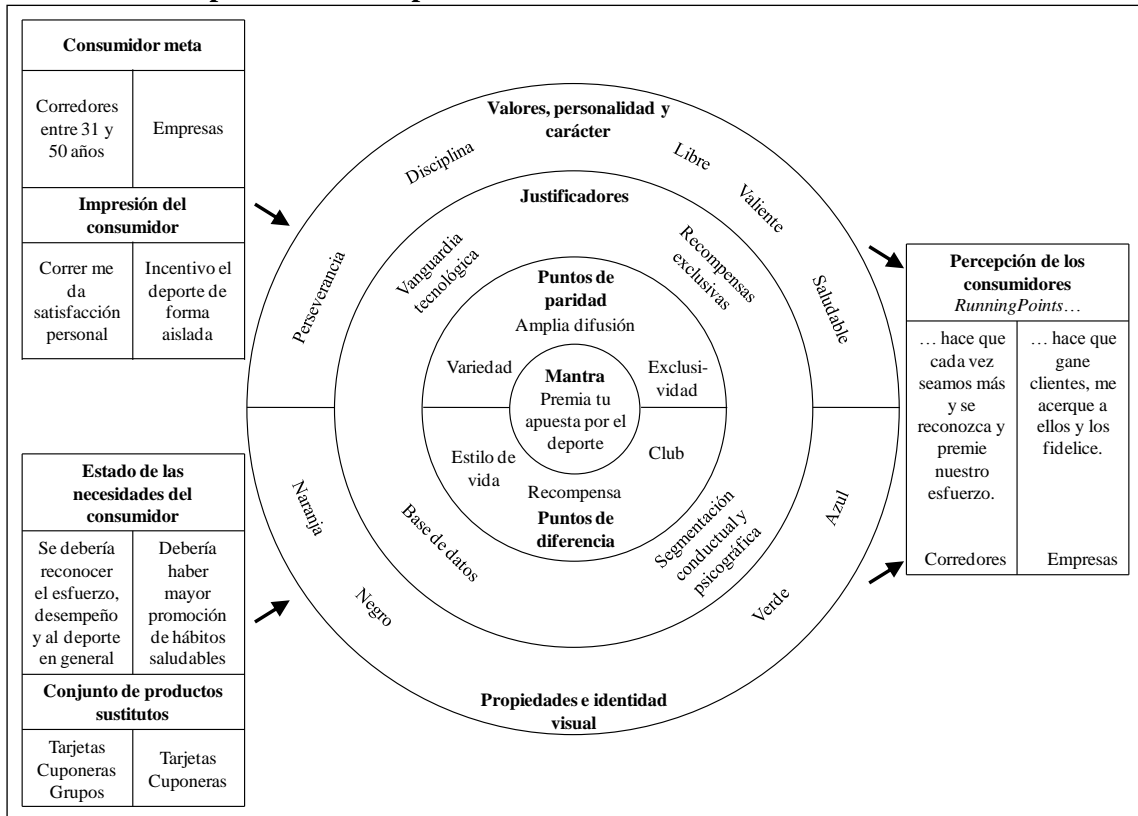 Consumidor meta
Corredores
entre 31 y
50 años
Empresas
Impresión del
consumidor
Correr me
da
satisfacción
personal
Incentivo el
deporte de
forma
aislada
Estado de las
necesidades del
consumidor
Se debería
reconocer
el esfuerzo,
desempeño
y al deporte
en general
Debería
haber
mayor
promoción
de hábitos
saludables
Conjunto de productos
sustitutos
Tarjetas
Cuponeras
Grupos
Tarjetas
Cuponeras
Valores, personalidad y
carácter
Perseverancia
Disciplina
Libre
Valiente
Saludable
Justificadores
Vanguardia
tecnológica
Recompensas
exclusivas
Puntos de
paridad
Amplia difusión
Variedad
Exclusi-
vidad
Mantra
Premia tu
apuesta por el
deporte
Estilo de
vida
Club
Recompensa
Puntos de
diferencia
Base de datos
Segmentación
conductual y
psicográfica
Naranja
Negro
Verde
Azul
Propiedades e identidad
visual
Percepción de los
consumidores
RunningPoints…
… hace que
cada vez
seamos más
y se
reconozca y
premie
nuestro
esfuerzo.
Corredores
… hace que
gane
clientes, me
acerque a
ellos y los
fidelice.
Empresas